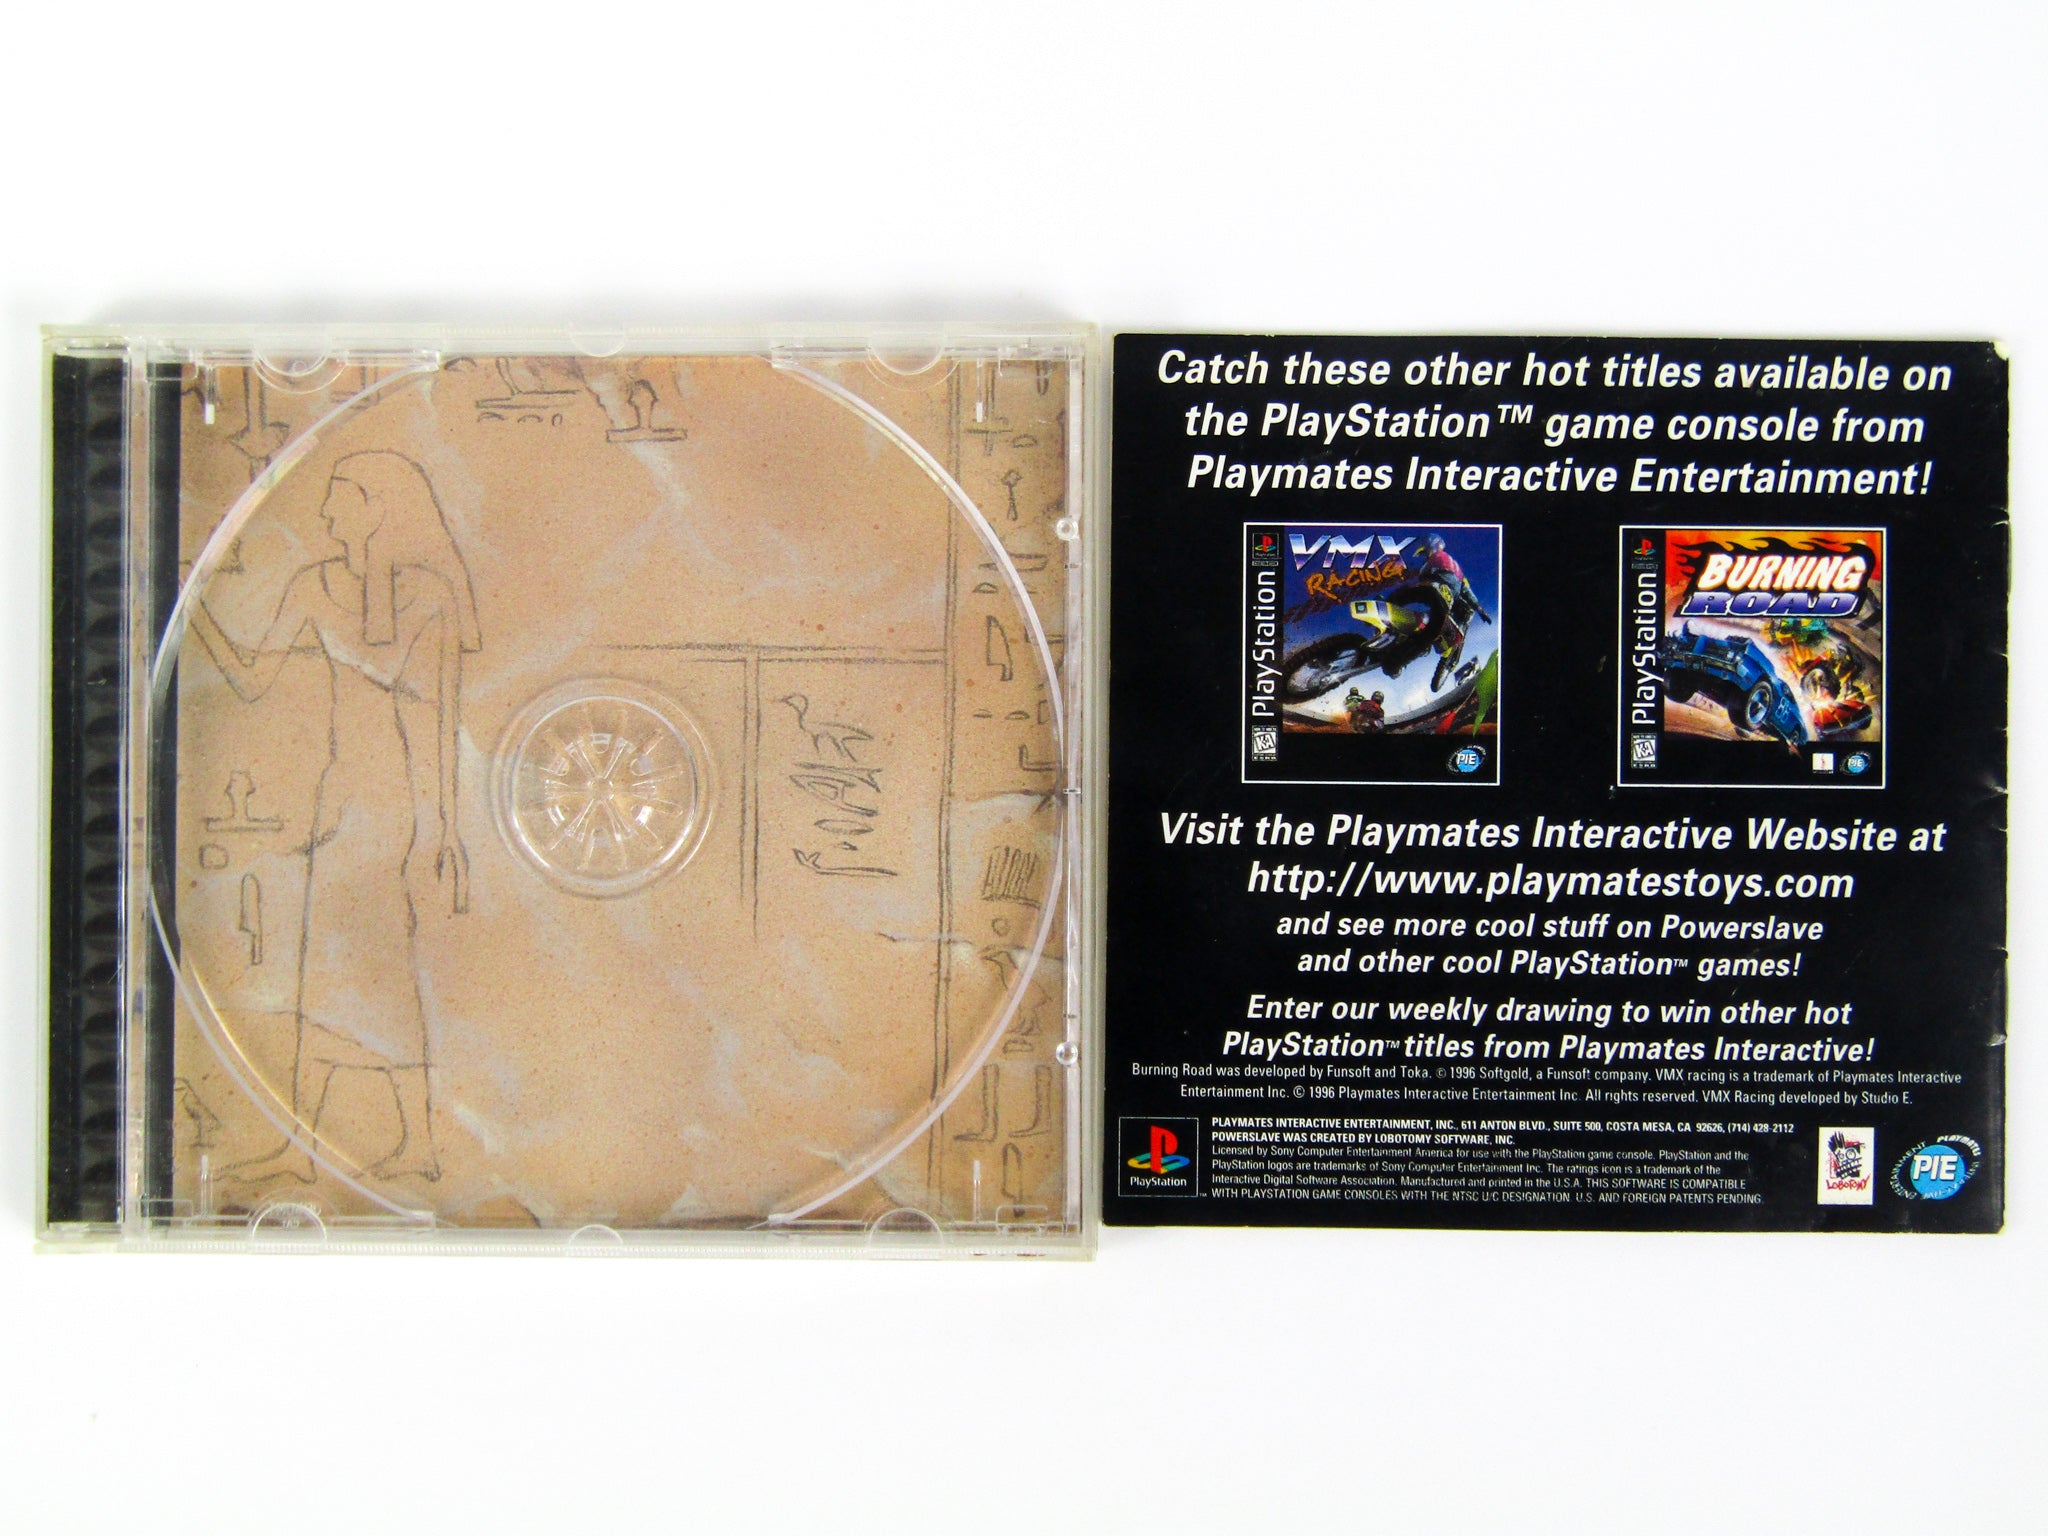 Catch these other hot titles available on
the PlayStation™ game console from
Playmates Interactive Entertainment!
PlayStation
VMX
RACING
K-A
PIE
PlayStation
BURNING
ROAD
K-A
PIE
Visit the Playmates Interactive Website at
http://www.playmatestoys.com
and see more cool stuff on Powerslave
and other cool PlayStation™ games!
Enter our weekly drawing to win other hot
PlayStation™ titles from Playmates Interactive!
Burning Road was developed by Funsoft and Toka. © 1996 Softgold, a Funsoft company. VMX racing is a trademark of Playmates Interactive
Entertainment Inc. © 1996 Playmates Interactive Entertainment Inc. All rights reserved. VMX Racing developed by Studio E.
PlayStation
PLAYMATES INTERACTIVE ENTERTAINMENT, INC., 611 ANTON BLVD., SUITE 500, COSTA MESA, CA 92626, (714) 428-2112
POWERSLAVE WAS CREATED BY LOBOTOMY SOFTWARE, INC.
Licensed by Sony Computer Entertainment America for use with the PlayStation game console. PlayStation and the
PlayStation logos are trademarks of Sony Computer Entertainment Inc. The ratings icon is a trademark of the
Interactive Digital Software Association. Manufactured and printed in the U.S.A. THIS SOFTWARE IS COMPATIBLE
™ WITH PLAYSTATION GAME CONSOLES WITH THE NTSC U/C DESIGNATION. U.S. AND FOREIGN PATENTS PENDING.
LOBOTOMY
PLAYMATES
ENTERTAINMENT
PIE